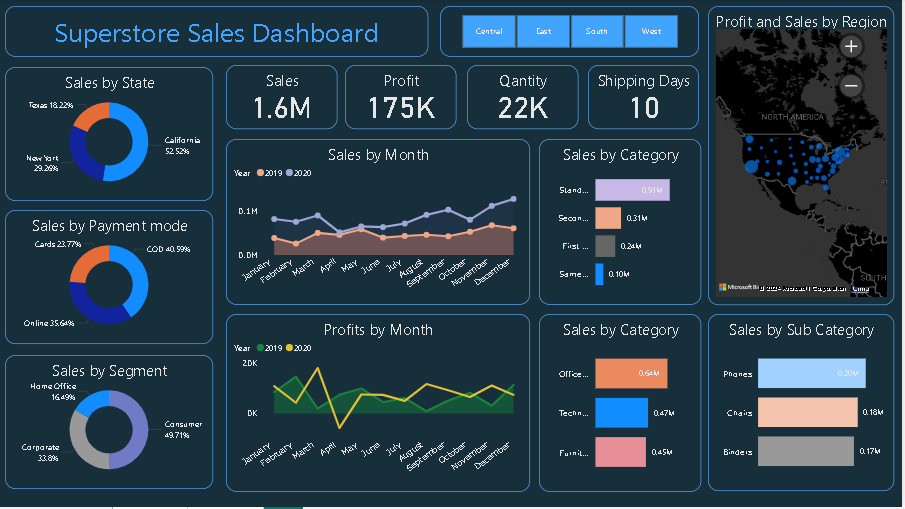 Superstore Sales Dashboard
Central
East
South
West
Profit and Sales by Region
NORTH AMERICA
SOUTH
Sales by State
Texas 18.22%
California
52.52%
New York
29.26%
Sales
1.6M
Profit
175K
Qantity
22K
Shipping Days
10
Sales by Month
Year 2019 2020
0.1M
0.0M
January
February
March
April
May
June
July
August
September
October
November
December
Sales by Category
Stand...
0.91M
Secon...
0.31M
First ...
0.24M
Same...
0.10M
Sales by Payment mode
Cards 23.77%
COD 40.59%
Online 35.64%
Profits by Month
Year 2019 2020
20K
0K
January
February
March
April
May
June
July
August
September
October
November
December
Sales by Category
Office...
0.64M
Techn...
0.47M
Furnit...
0.45M
Sales by Sub Category
Phones
0.20M
Chairs
0.18M
Binders
0.17M
Sales by Segment
Home Office
16.49%
Consumer
49.71%
Corporate
33.8%